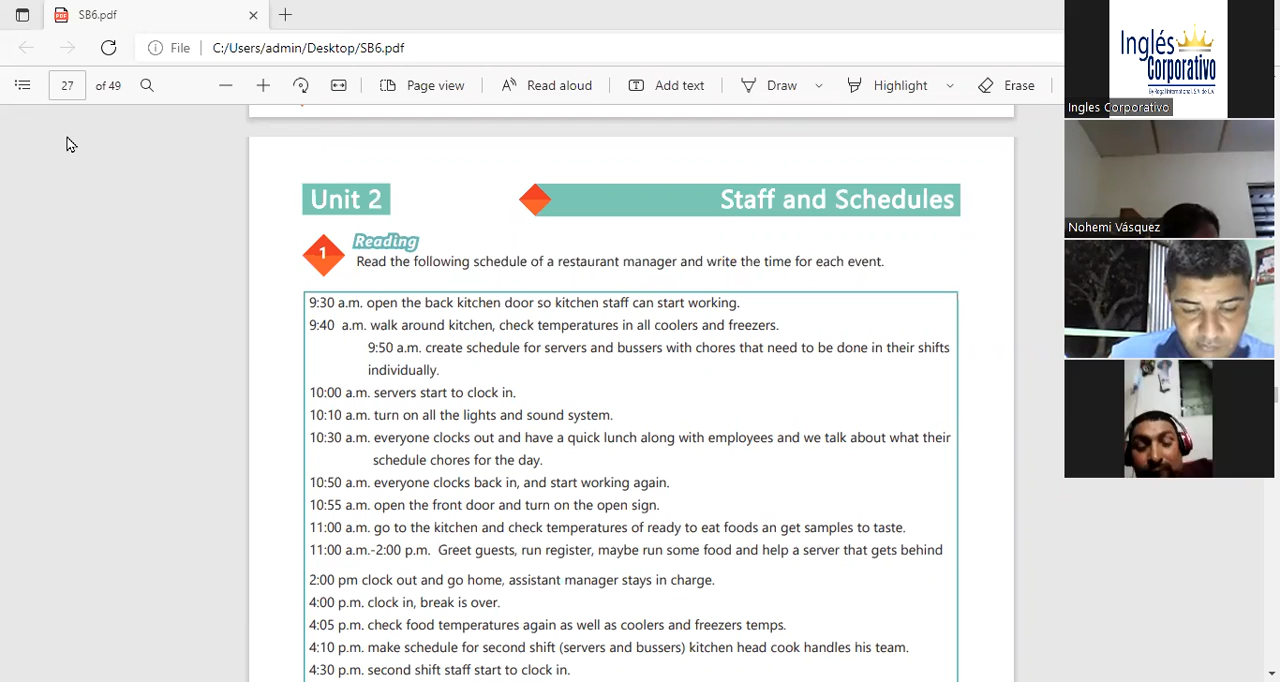 SB6.pdf
File C:/Users/admin/Desktop/SB6.pdf
27 of 49 Page view Read aloud Add text Draw Highlight Erase
Unit 2 Staff and Schedules
1 Reading
Read the following schedule of a restaurant manager and write the time for each event.
9:30 a.m. open the back kitchen door so kitchen staff can start working.
9:40 a.m. walk around kitchen, check temperatures in all coolers and freezers.
9:50 a.m. create schedule for servers and bussers with chores that need to be done in their shifts
individually.
10:00 a.m. servers start to clock in.
10:10 a.m. turn on all the lights and sound system.
10:30 a.m. everyone clocks out and have a quick lunch along with employees and we talk about what their
schedule chores for the day.
10:50 a.m. everyone clocks back in, and start working again.
10:55 a.m. open the front door and turn on the open sign.
11:00 a.m. go to the kitchen and check temperatures of ready to eat foods an get samples to taste.
11:00 a.m.-2:00 p.m. Greet guests, run register, maybe run some food and help a server that gets behind
2:00 pm clock out and go home, assistant manager stays in charge.
4:00 p.m. clock in, break is over.
4:05 p.m. check food temperatures again as well as coolers and freezers temps.
4:10 p.m. make schedule for second shift (servers and bussers) kitchen head cook handles his team.
4:30 p.m. second shift staff start to clock in.
Inglés
Corporativo
Ingles Corporativo
Nohemi Vásquez